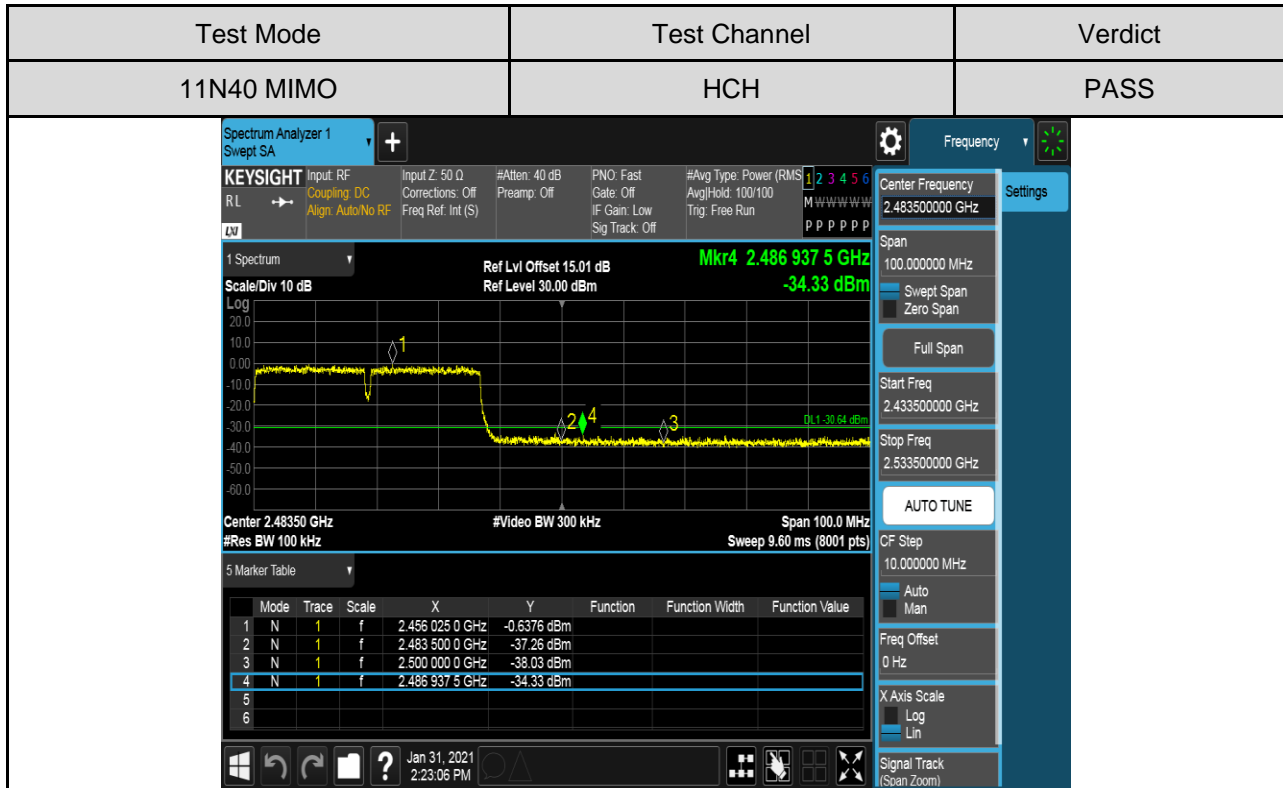 Test Mode Test Channel Verdict
11N40 MIMO HCH PASS
Spectrum Analyzer 1
Swept SA
+
Frequency
KEYSIGHT Input: RF Input Z: 50 Ω #Atten: 40 dB PNO: Fast #Avg Type: Power (RMS 1 2 3 4 5 6
RL Coupling: DC Corrections: Off Preamp: Off Gate: Off Avg|Hold: 100/100 M W W W W W
Align: Auto/No RF Freq Ref: Int (S) IF Gain: Low Trig: Free Run
LXI Sig Track: Off P P P P P P
Center Frequency
2.483500000 GHz
Settings
1 Spectrum
Ref Lvl Offset 15.01 dB Mkr4 2.486 937 5 GHz
Scale/Div 10 dB Ref Level 30.00 dBm -34.33 dBm
Log
20.0
10.0
0.00
-10.0
-20.0
-30.0
-40.0
-50.0
-60.0
1
2 4 3
DL1 -30.64 dBm
Center 2.48350 GHz #Video BW 300 kHz Span 100.0 MHz
#Res BW 100 kHz Sweep 9.60 ms (8001 pts)
Span
100.000000 MHz
Swept Span
Zero Span
Full Span
Start Freq
2.433500000 GHz
Stop Freq
2.533500000 GHz
AUTO TUNE
CF Step
10.000000 MHz
Auto
Man
Freq Offset
0 Hz
X Axis Scale
Log
Lin
Signal Track
(Span Zoom)
5 Marker Table
Mode Trace Scale X Y Function Function Width Function Value
1 N 1 f 2.456 025 0 GHz -0.6376 dBm
2 N 1 f 2.483 500 0 GHz -37.26 dBm
3 N 1 f 2.500 000 0 GHz -38.03 dBm
4 N 1 f 2.486 937 5 GHz -34.33 dBm
5
6
? Jan 31, 2021
2:23:06 PM